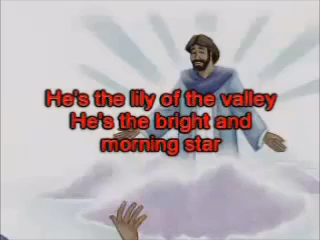 He's the lily of the valley
He's the bright and
morning star